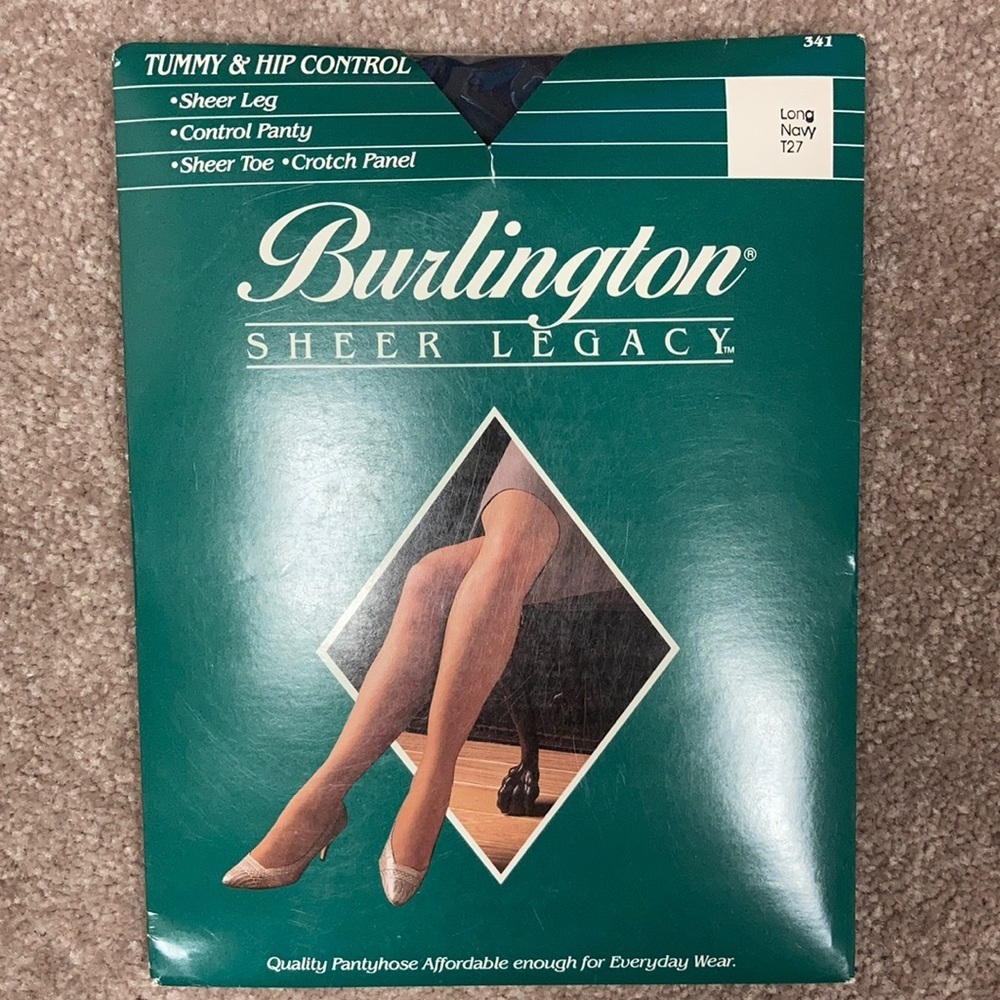 TUMMY & HIP CONTROL
341
•Sheer Leg
•Control Panty
•Sheer Toe •Crotch Panel
Long
Navy
T27
Burlington®
SHEER LEGACY™
Quality Pantyhose Affordable enough for Everyday Wear.